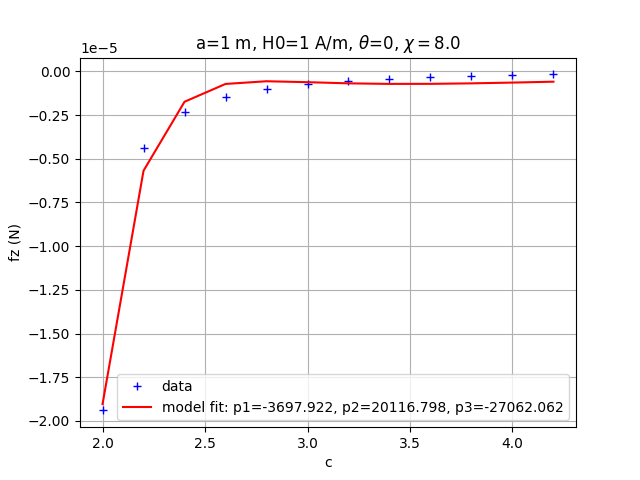 a=1 m, H0=1 A/m, θ=0, χ = 8.0
1e−5
0.00
−0.25
−0.50
−0.75
−1.00
−1.25
−1.50
−1.75
−2.00
fz (N)
data
model fit: p1=-3697.922, p2=20116.798, p3=-27062.062
2.0 2.5 3.0 3.5 4.0
c